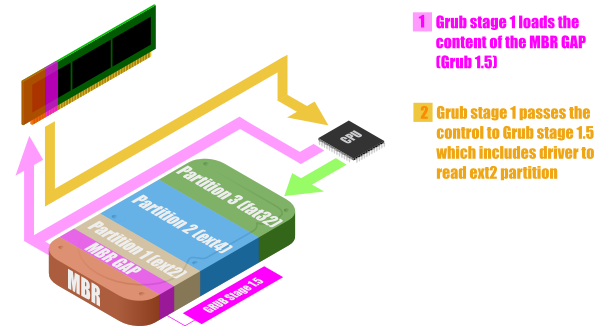 1 Grub stage 1 loads the
content of the MBR GAP
(Grub 1.5)
2 Grub stage 1 passes the
control to Grub stage 1.5
which includes driver to
read ext2 partition
CPU
Partition 3 (fat32)
Partition 2 (ext4)
Partition 1 (ext2)
MBR GAP
MBR
GRUB Stage 1.5